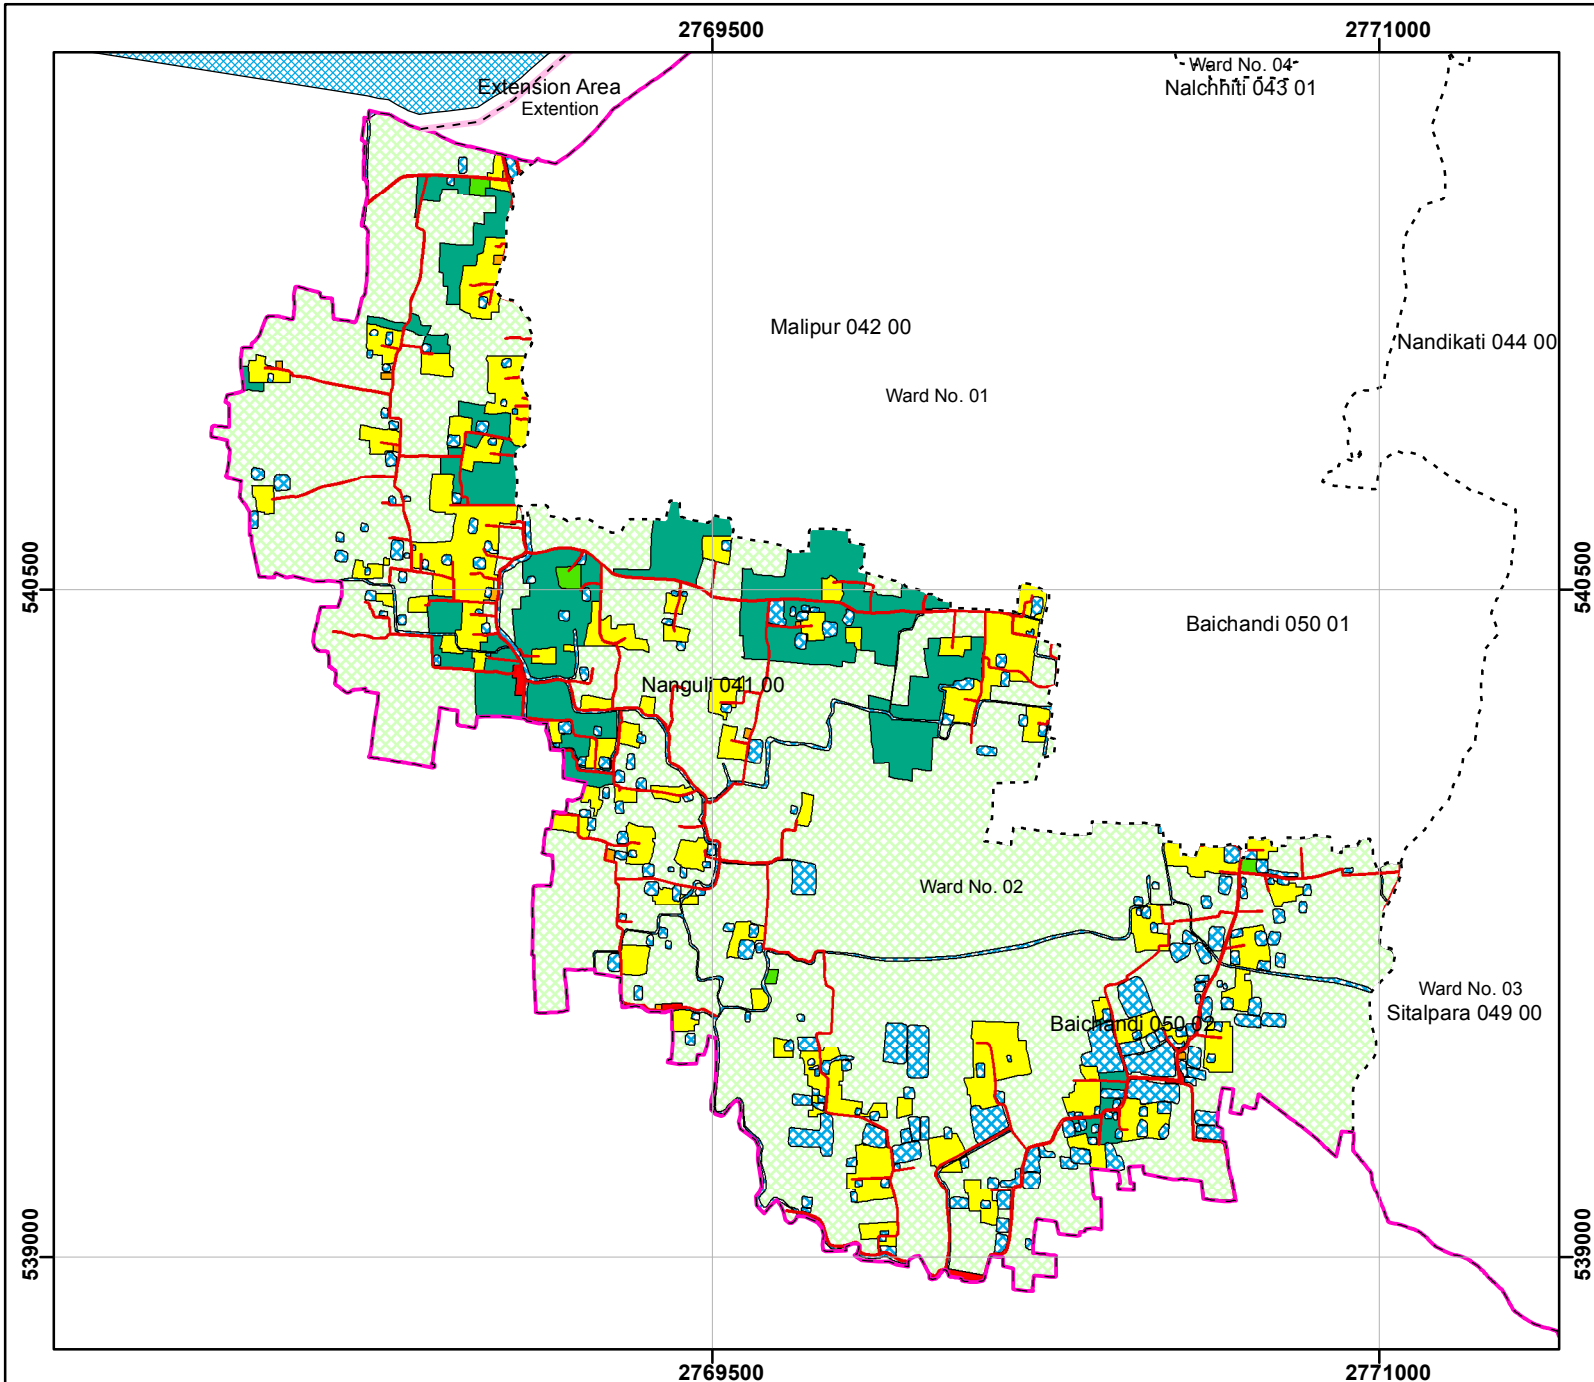 2769500
2771000
Ward No. 04
Nalchhiti 043 01
Extension Area
Extention
Malipur 042 00
Nandikati 044 00
Ward No. 01
540500
540500
Baichandi 050 01
Nanguli 041 00
Ward No. 02
Ward No. 03
Sitalpara 049 00
Baichandi 050 02
539000
539000
2769500
2771000